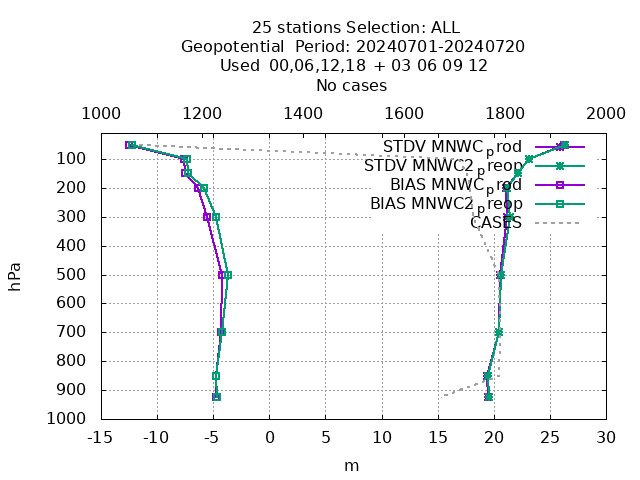 25 stations Selection: ALL
Geopotential  Period: 20240701-20240720
Used  00,06,12,18  + 03 06 09 12
No cases
1000 1200 1400 1600 1800 2000
STDV MNWC_prod
STDV MNWC2_preop
BIAS MNWC_prod
BIAS MNWC2_preop
CASES
hPa
100
200
300
400
500
600
700
800
900
1000
-15 -10 -5 0 5 10 15 20 25 30
m